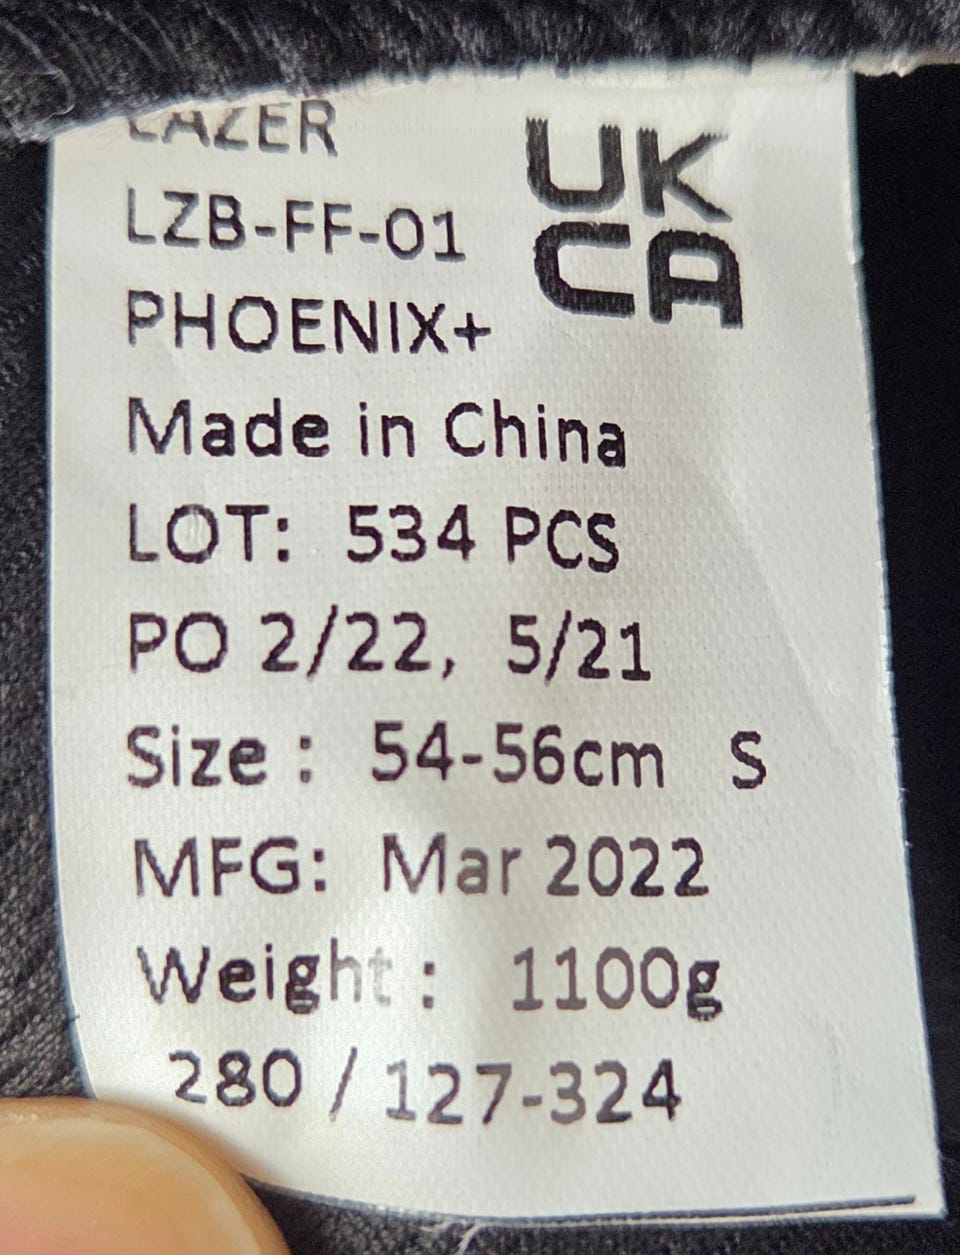 LAZER
UK
CA
LZB-FF-01
PHOENIX+
Made in China
LOT: 534 PCS
PO 2/22, 5/21
Size : 54-56cm S
MFG: Mar 2022
Weight : 1100g
280 / 127-324